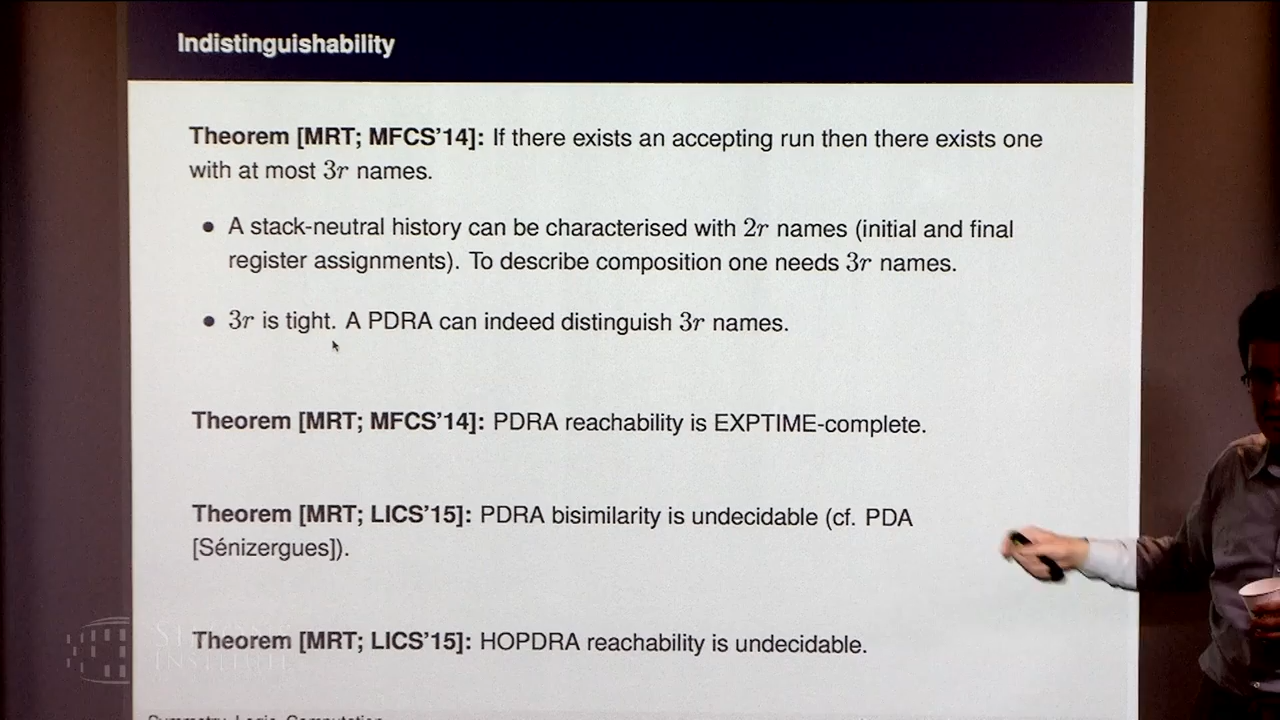 Indistinguishability
Theorem [MRT; MFCS'14]: If there exists an accepting run then there exists one
with at most 3r names.
• A stack-neutral history can be characterised with 2r names (initial and final
register assignments). To describe composition one needs 3r names.
• 3r is tight. A PDRA can indeed distinguish 3r names.
Theorem [MRT; MFCS'14]: PDRA reachability is EXPTIME-complete.
Theorem [MRT; LICS'15]: PDRA bisimilarity is undecidable (cf. PDA
[Sénizergues]).
Theorem [MRT; LICS'15]: HOPDRA reachability is undecidable.
INSTITUTE
Symmetry, Logic, Computation